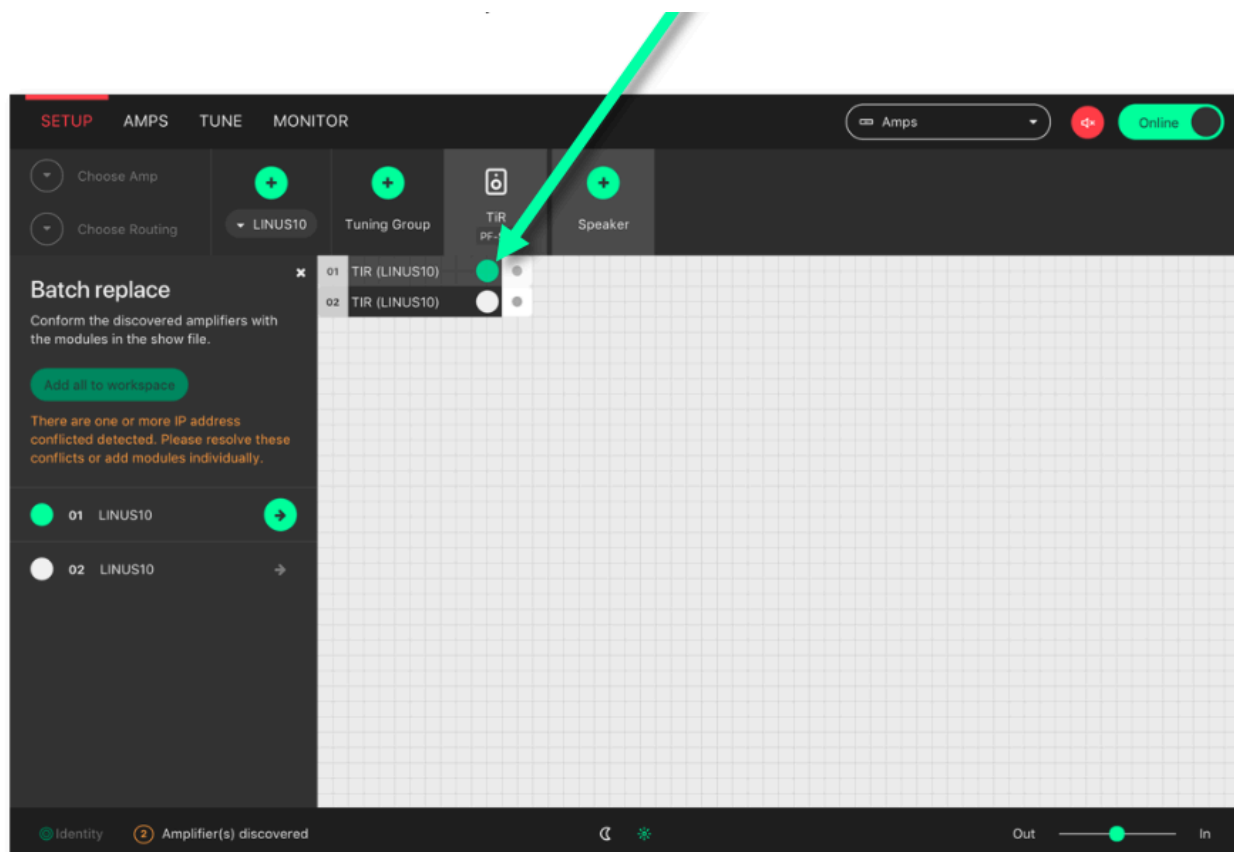 SETUP AMPS TUNE MONITOR Amps Online
Choose Amp
Choose Routing
LINUS10 Tuning Group TiR Speaker
Batch replace
Conform the discovered amplifiers with
the modules in the show file.
Add all to workspace
There are one or more IP address
conflicted detected. Please resolve these
conflicts or add modules individually.
01 LINUS10
02 LINUS10
01 TIR (LINUS10)
02 TIR (LINUS10)
Identity 2 Amplifier(s) discovered Out In